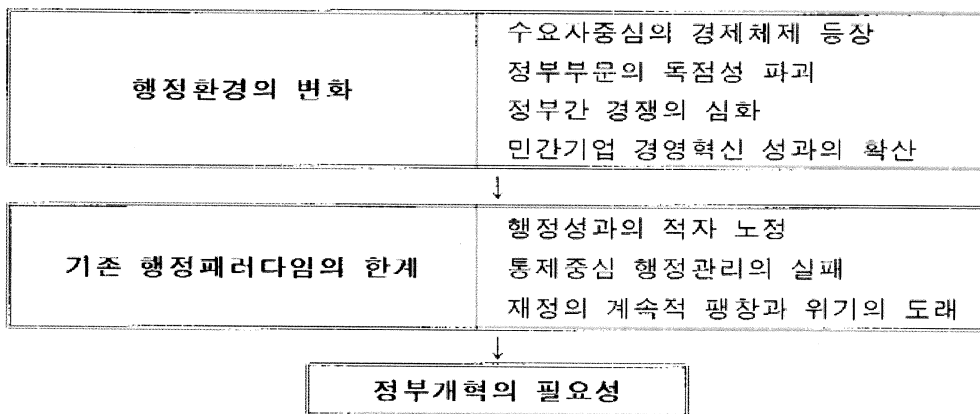 행정환경의 변화
수요자중심의 경제체제 등장
정부부문의 독점성 파괴
정부간 경쟁의 심화
민간기업 경영혁신 성과의 확산
↓
기존 행정패러다임의 한계
행정성과의 적자 노정
통제중심 행정관리의 실패
재정의 계속적 팽창과 위기의 도래
↓
정부개혁의 필요성